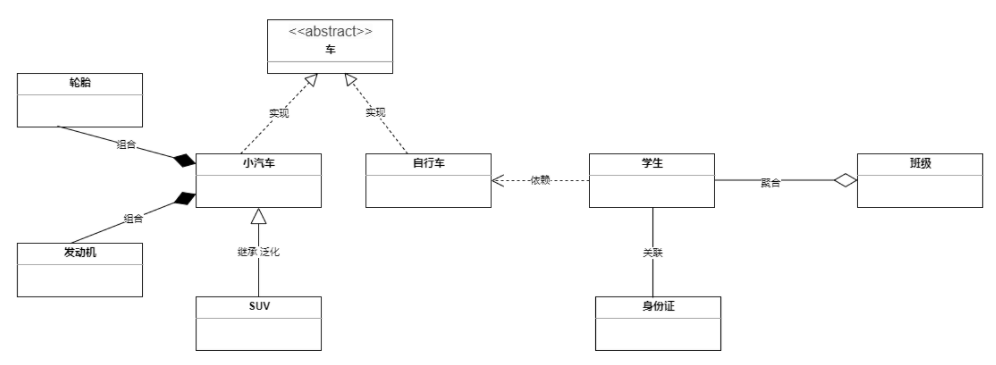 <<abstract>>
车
轮胎
实现
实现
组合
小汽车
自行车
学生
班级
依赖
聚合
组合
发动机
继承 泛化
关联
SUV
身份证